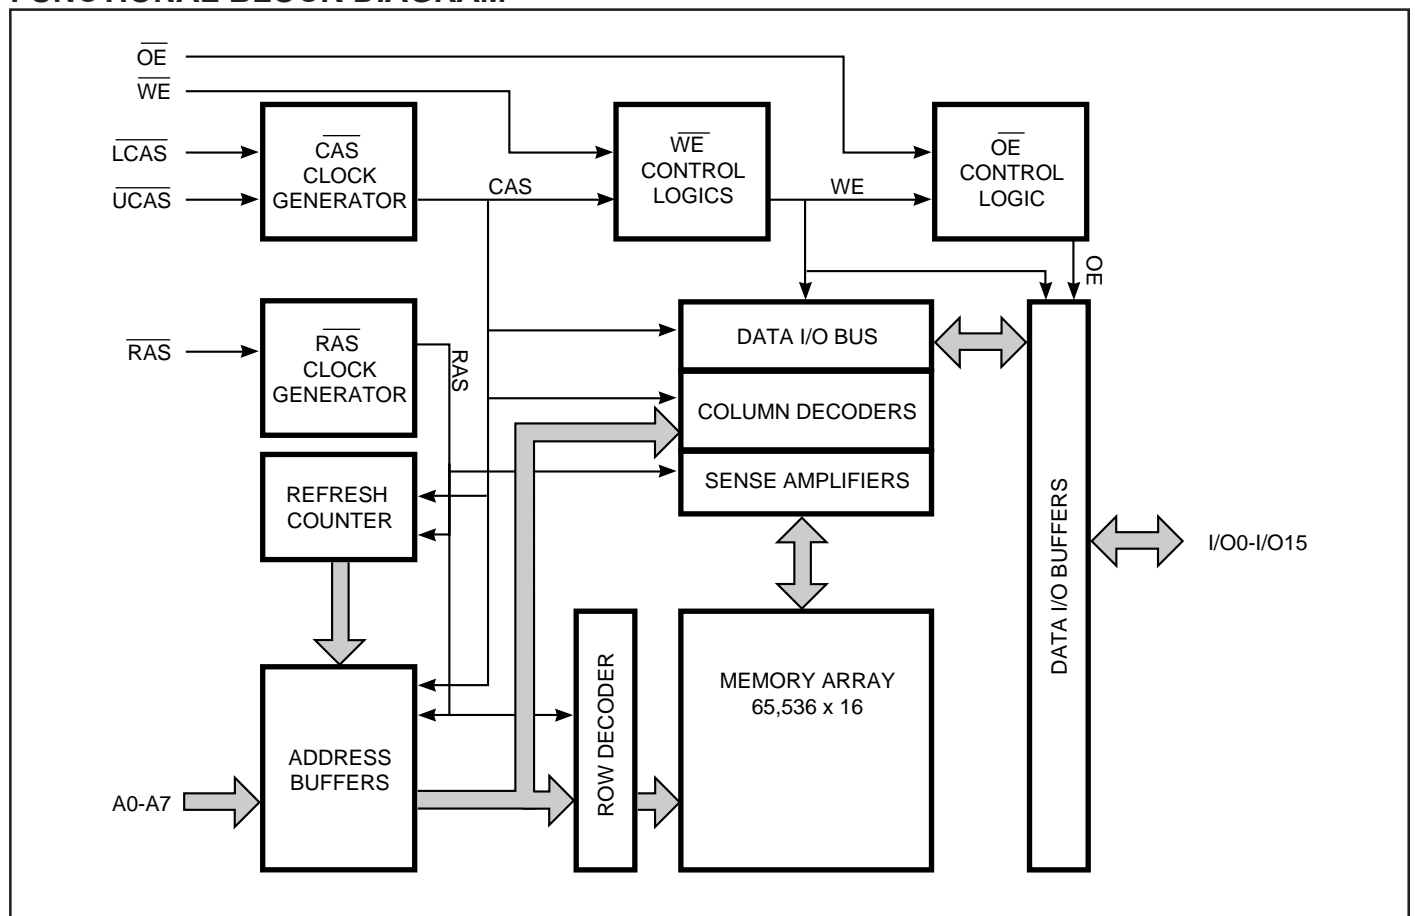 FUNCTIONAL BLOCK DIAGRAM
OE
WE
LCAS
UCAS
CAS
CLOCK
GENERATOR
CAS
WE
CONTROL
LOGICS
WE
OE
CONTROL
LOGIC
OE
RAS
RAS
CLOCK
GENERATOR
RAS
DATA I/O BUS
COLUMN DECODERS
SENSE AMPLIFIERS
REFRESH
COUNTER
DATA I/O BUFFERS
I/O0-I/O15
ROW DECODER
MEMORY ARRAY
65,536 x 16
ADDRESS
BUFFERS
A0-A7